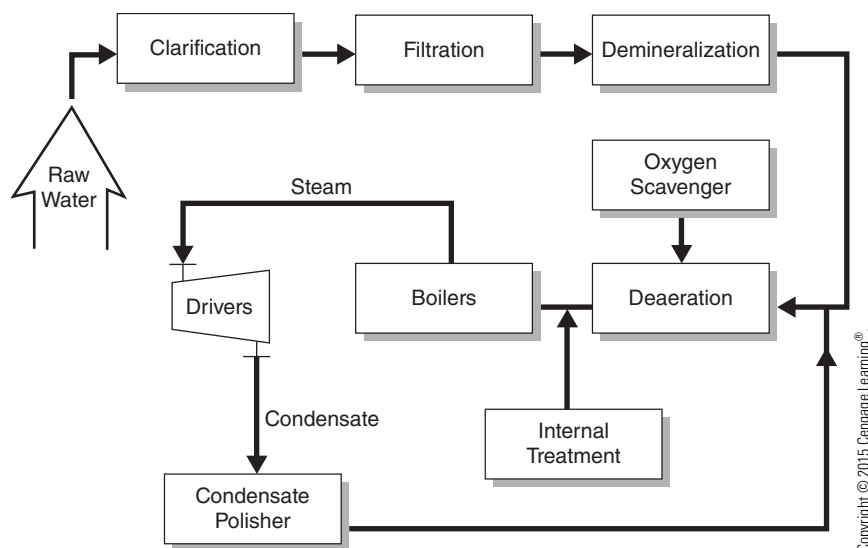 Clarification
Filtration
Demineralization
Raw
Water
Oxygen
Scavenger
Steam
Drivers
Boilers
Deaeration
Condensate
Internal
Treatment
Condensate
Polisher
Copyright © 2015 Cengage Learning®.